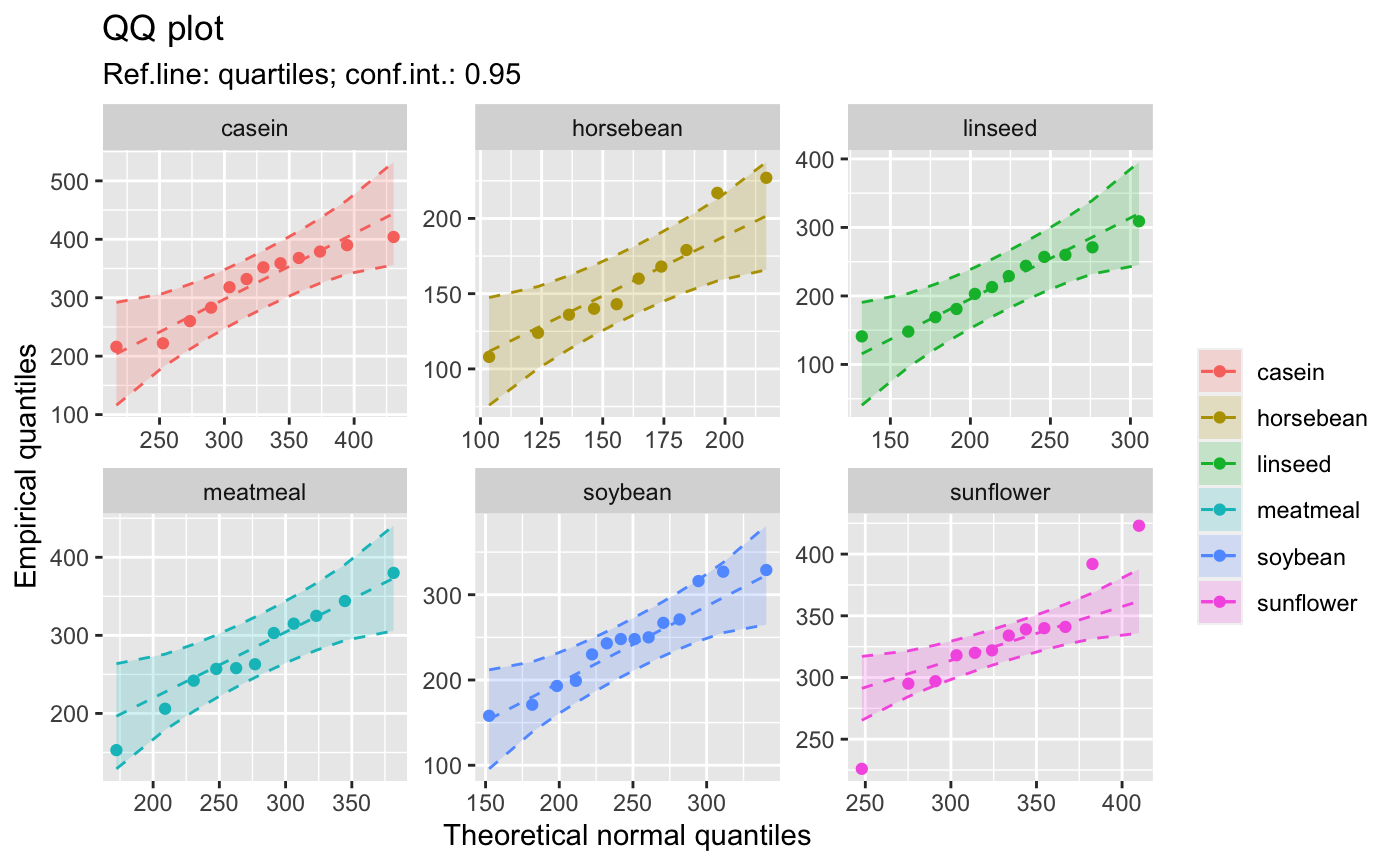 QQ plot
Ref.line: quartiles; conf.int.: 0.95
casein
horsebean
linseed
500
400
300
200
100
250 300 350 400
200
150
100
100 125 150 175 200
400
300
200
100
150 200 250 300
meatmeal
soybean
sunflower
400
300
200
200 250 300 350
300
200
100
150 200 250 300
400
350
300
250
250 300 350 400
Empirical quantiles
Theoretical normal quantiles
casein
horsebean
linseed
meatmeal
soybean
sunflower